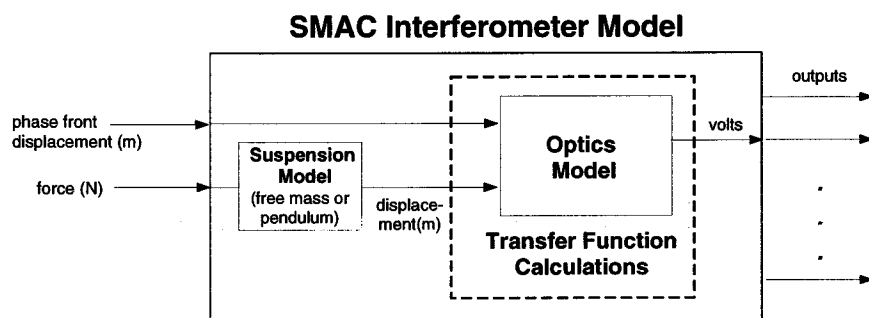 SMAC Interferometer Model
outputs
phase front
displacement (m)
volts
Optics
Model
Suspension
Model
(free mass or
pendulum)
force (N)
displace-
ment(m)
Transfer Function
Calculations